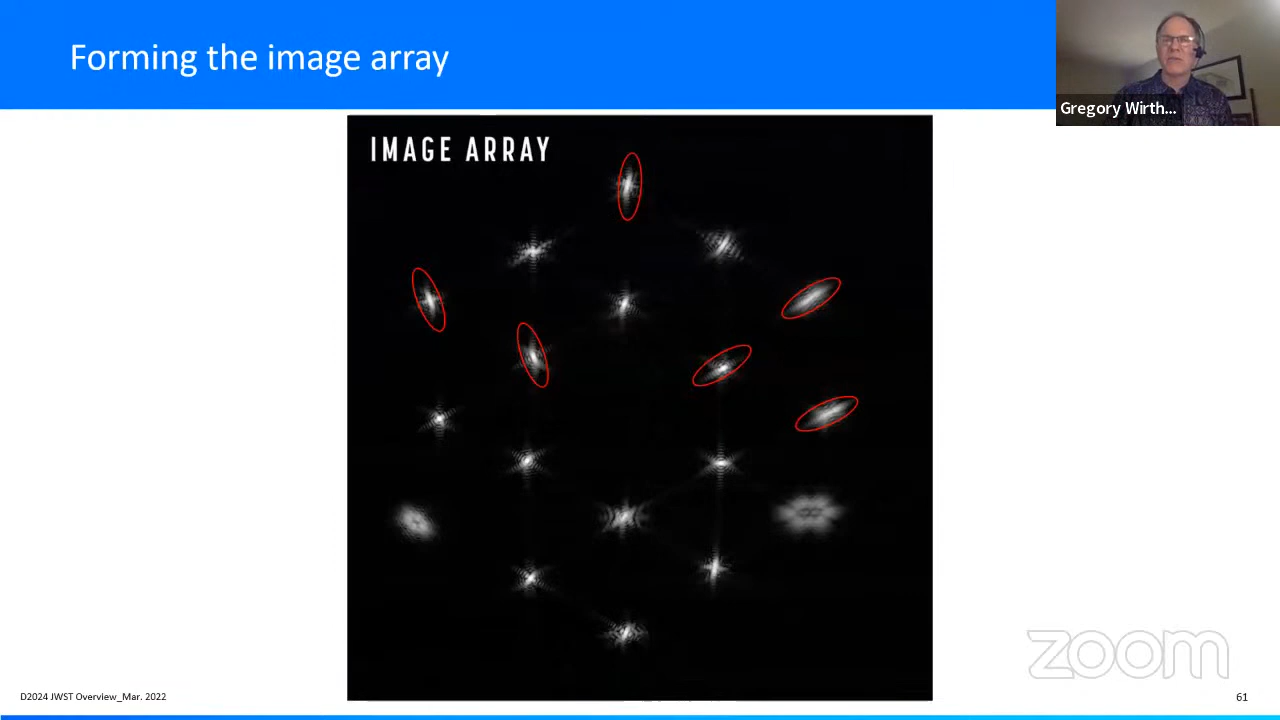 Forming the image array
Gregory Wirth...
IMAGE ARRAY
zoom
D2024 JWST Overview_Mar. 2022
61